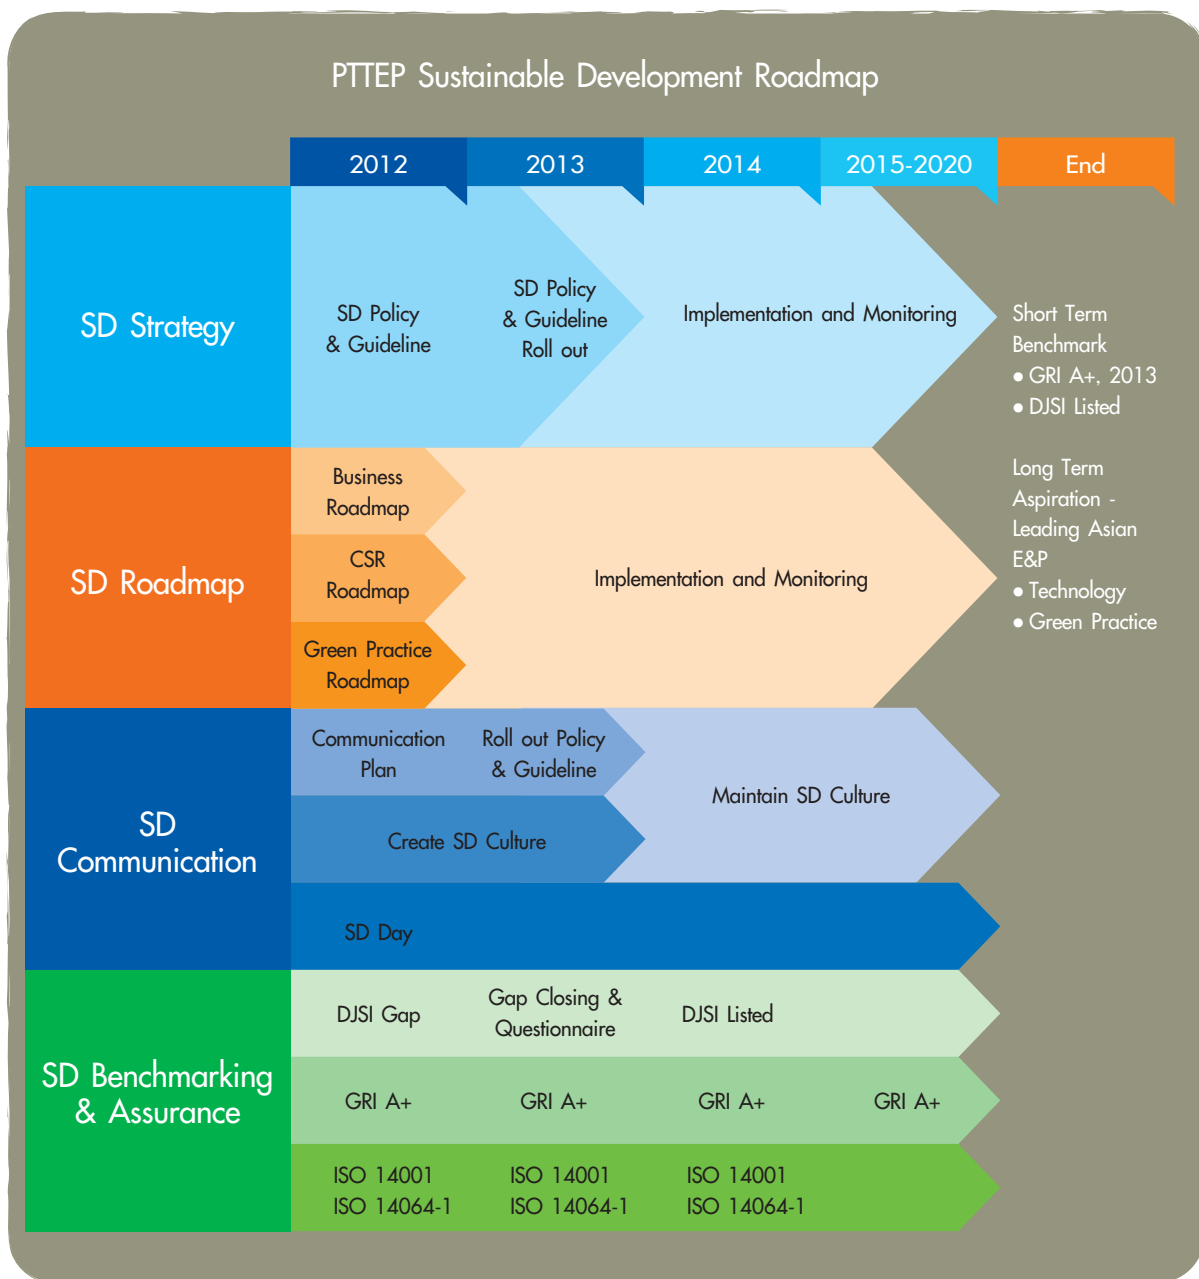 PTTEP Sustainable Development Roadmap
2012
2013
2014
2015-2020
End
SD Strategy
SD Policy
& Guideline
SD Policy
& Guideline
Roll out
Implementation and Monitoring
Short Term
Benchmark
● GRI A+, 2013
● DJSI Listed
Long Term
Aspiration -
Leading Asian
E&P
● Technology
● Green Practice
SD Roadmap
Business
Roadmap
CSR
Roadmap
Green Practice
Roadmap
Implementation and Monitoring
SD
Communication
Communication
Plan
Roll out Policy
& Guideline
Create SD Culture
Maintain SD Culture
SD Day
SD Benchmarking
& Assurance
DJSI Gap
Gap Closing &
Questionnaire
DJSI Listed
GRI A+
GRI A+
GRI A+
GRI A+
ISO 14001
ISO 14064-1
ISO 14001
ISO 14064-1
ISO 14001
ISO 14064-1